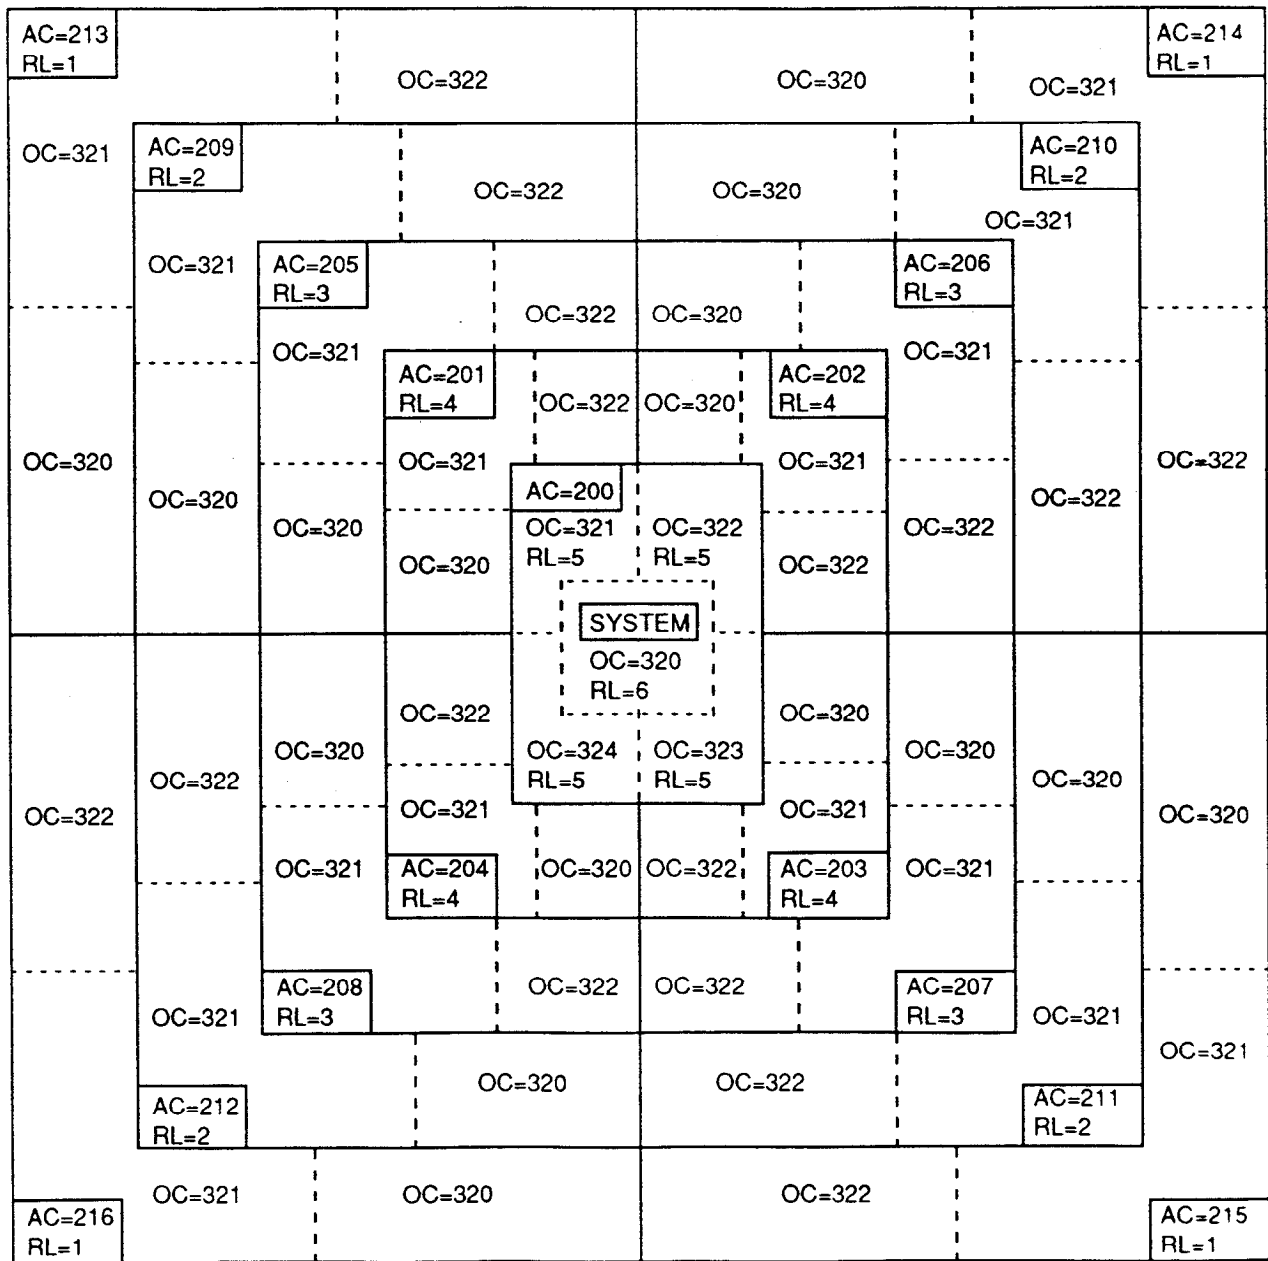 AC=213
RL=1
AC=214
RL=1
OC=322
OC=320
OC=321
OC=321
AC=209
RL=2
AC=210
RL=2
OC=322
OC=320
OC=321
OC=321
AC=205
RL=3
AC=206
RL=3
OC=322
OC=320
OC=321
OC=321
AC=201
RL=4
AC=202
RL=4
OC=322
OC=320
OC=321
OC=321
OC=320
OC=322
OC=320
OC=322
AC=200
OC=320
OC=321
RL=5
OC=322
RL=5
OC=322
OC=320
OC=322
SYSTEM
OC=320
RL=6
OC=322
OC=320
OC=320
OC=324
RL=5
OC=323
RL=5
OC=320
OC=322
OC=320
OC=322
OC=321
OC=321
OC=320
OC=321
AC=204
RL=4
OC=320
OC=322
AC=203
RL=4
OC=321
AC=208
RL=3
OC=322
OC=322
AC=207
RL=3
OC=321
OC=321
OC=321
OC=320
OC=322
AC=212
RL=2
AC=211
RL=2
OC=321
OC=320
OC=322
AC=216
RL=1
AC=215
RL=1